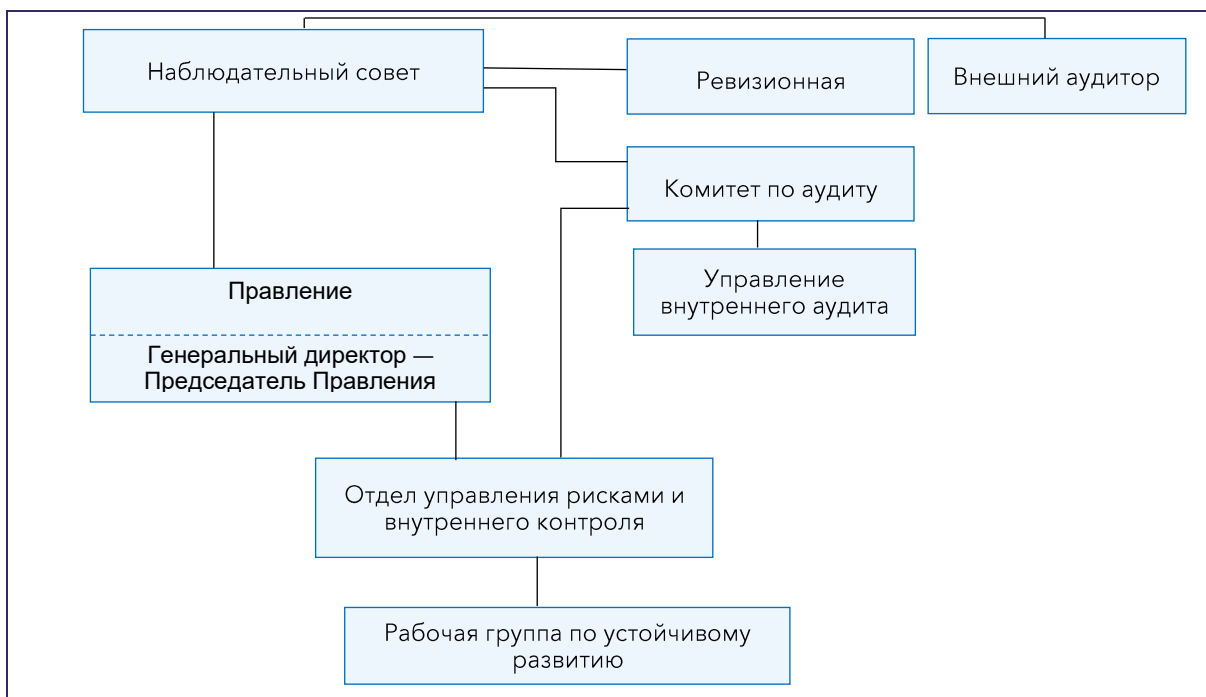 Наблюдательный совет
Ревизионная
Внешний аудитор
Комитет по аудиту
Управление
внутреннего аудита
Правление
Генеральный директор —
Председатель Правления
Отдел управления рисками и
внутреннего контроля
Рабочая группа по устойчивому
развитию